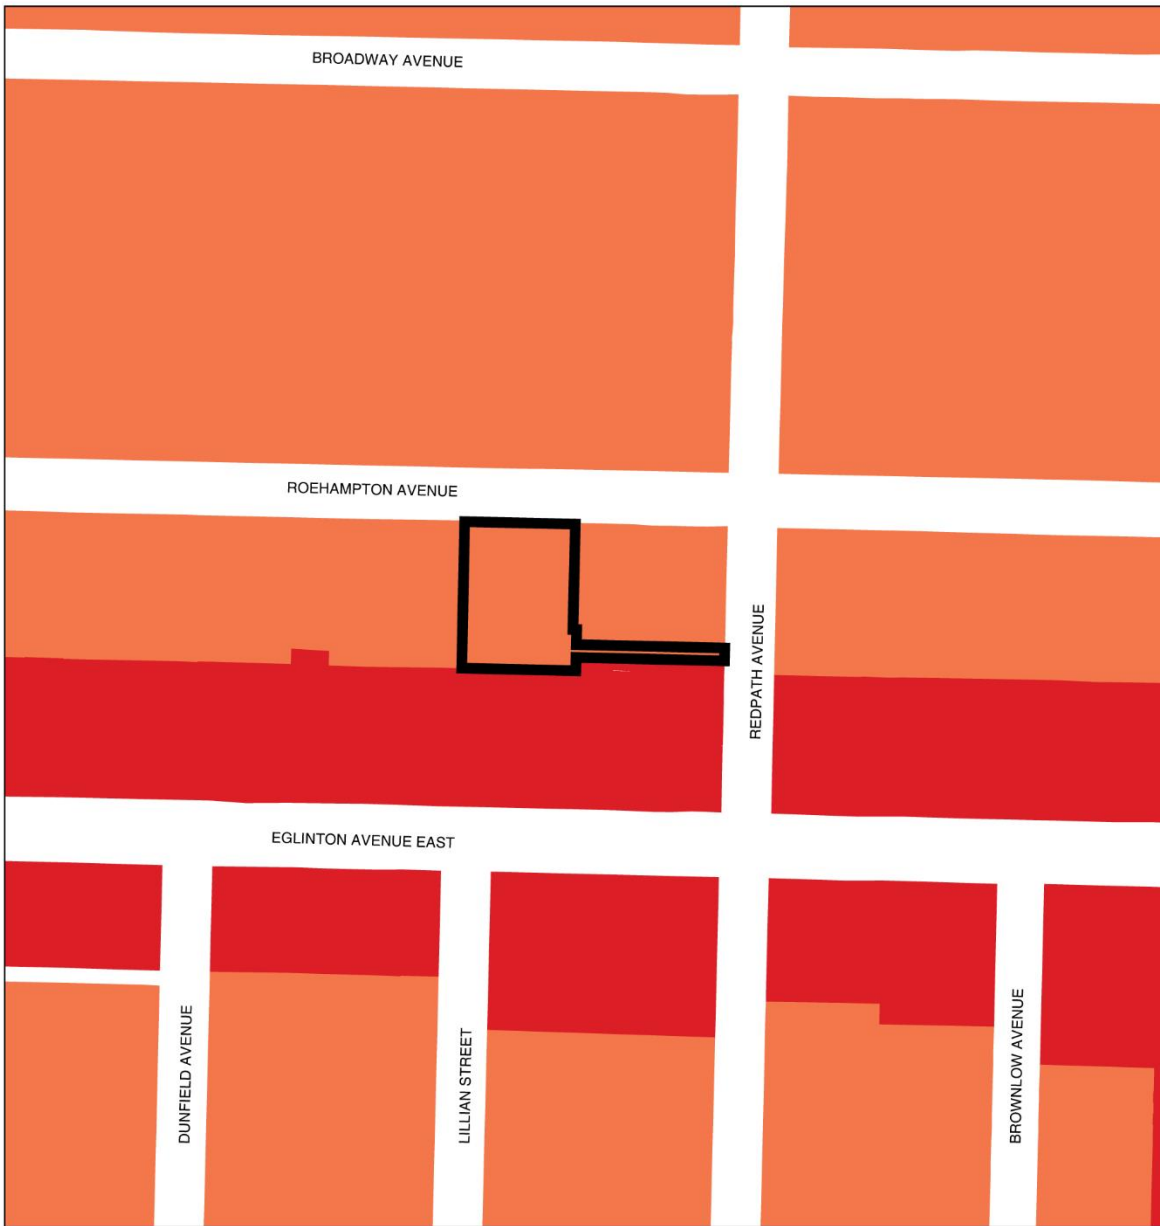 BROADWAY AVENUE
ROEHAMPTON AVENUE
REDPATH AVENUE
EGLINTON AVENUE EAST
DUNFIELD AVENUE
LILLIAN STREET
BROWNLOW AVENUE